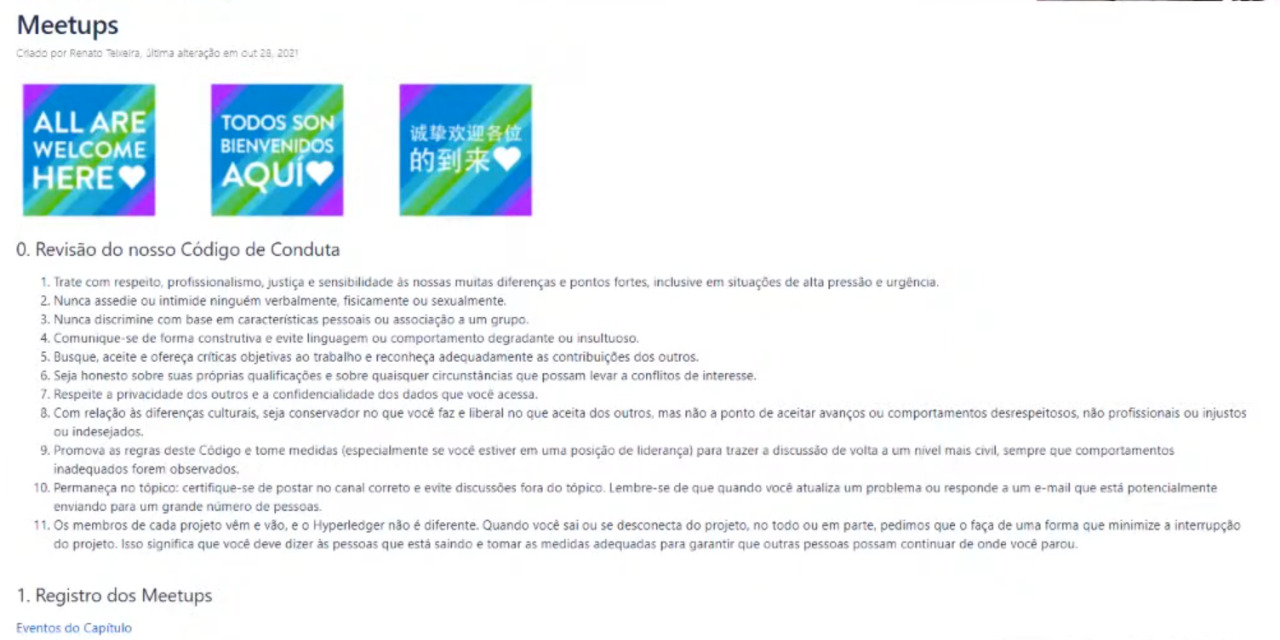 Meetups
Criado por Renato Teixeira, última alteração em out 28, 2021
ALL ARE
WELCOME
HERE
TODOS SON
BIENVENIDOS
AQUÍ
诚挚欢迎各位
的到来
0. Revisão do nosso Código de Conduta
1. Trate com respeito, profissionalismo, justiça e sensibilidade às nossas muitas diferenças e pontos fortes, inclusive em situações de alta pressão e urgência.
2. Nunca assedie ou intimide ninguém verbalmente, fisicamente ou sexualmente.
3. Nunca discrimine com base em características pessoais ou associação a um grupo.
4. Comunique-se de forma construtiva e evite linguagem ou comportamento degradante ou insultuoso.
5. Busque, aceite e ofereça críticas objetivas ao trabalho e reconheça adequadamente as contribuições dos outros.
6. Seja honesto sobre suas próprias qualificações e sobre quaisquer circunstâncias que possam levar a conflitos de interesse.
7. Respeite a privacidade dos outros e a confidencialidade dos dados que você acessa.
8. Com relação às diferenças culturais, seja conservador no que você faz e liberal no que aceita dos outros, mas não a ponto de aceitar avanços ou comportamentos desrespeitosos, não profissionais ou injustos
ou indesejados.
9. Promova as regras deste Código e tome medidas (especialmente se você estiver em uma posição de liderança) para trazer a discussão de volta a um nível mais civil, sempre que comportamentos
inadequados forem observados.
10. Permaneça no tópico: certifique-se de postar no canal correto e evite discussões fora do tópico. Lembre-se de que quando você atualiza um problema ou responde a um e-mail que está potencialmente
enviando para um grande número de pessoas.
11. Os membros de cada projeto vêm e vão, e o Hyperledger não é diferente. Quando você sai ou se desconecta do projeto, no todo ou em parte, pedimos que o faça de uma forma que minimize a interrupção
do projeto. Isso significa que você deve dizer às pessoas que está saindo e tomar as medidas adequadas para garantir que outras pessoas possam continuar de onde você parou.
1. Registro dos Meetups
Eventos do Capítulo